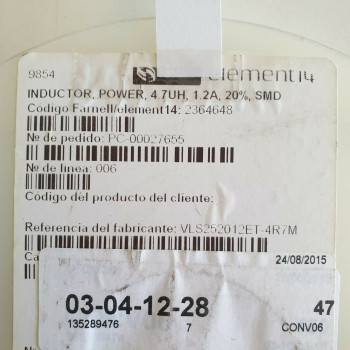 9854
element14
INDUCTOR, POWER, 4.7UH, 1.2A, 20%, SMD
Código Farnell/element14: 2364648
№ de pedido: PC-00027655
№ de línea: 006
Código del producto del cliente:
Referencia del fabricante: VLS252012ET-4R7M
Ca
24/08/2015
03-04-12-28
47
135289476
7
CONV06